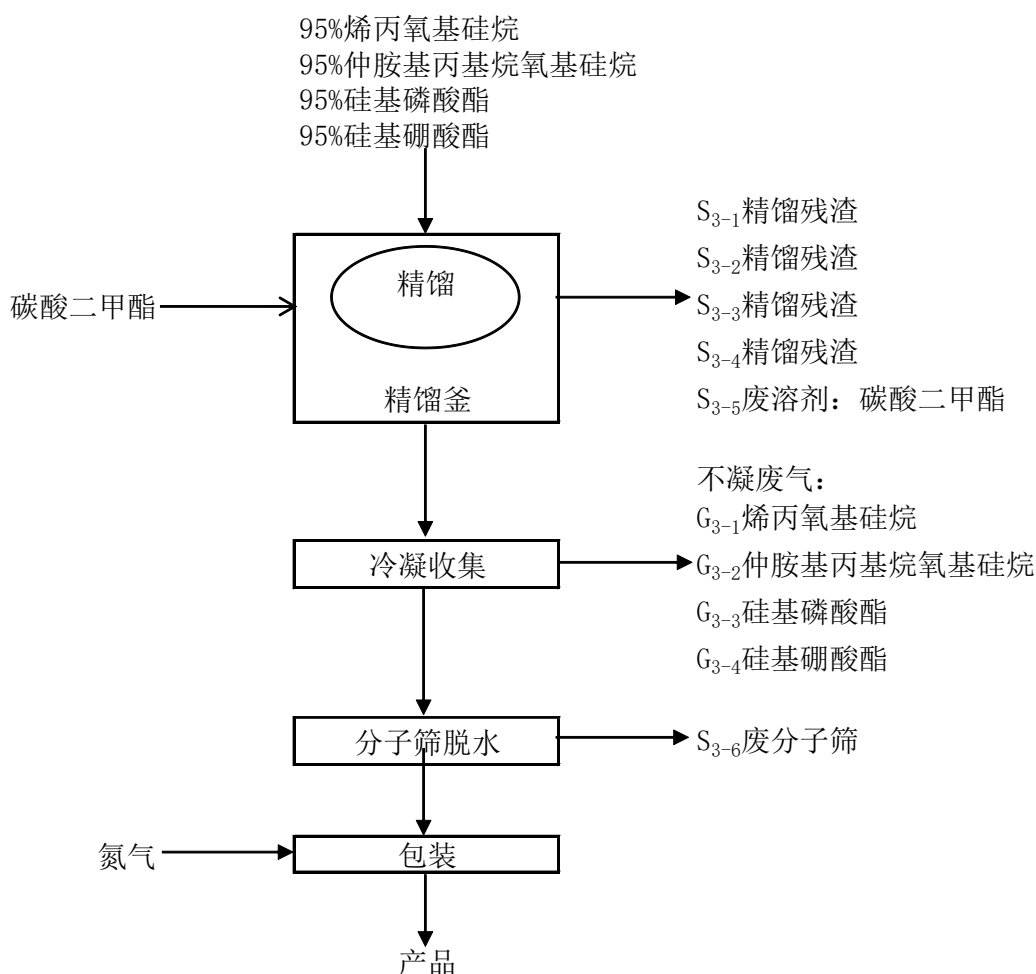 95%烯丙氧基硅烷
95%仲胺基丙基烷氧基硅烷
95%硅基磷酸酯
95%硅基硼酸酯
精馏
碳酸二甲酯
精馏釜
S3-1精馏残渣
S3-2精馏残渣
S3-3精馏残渣
S3-4精馏残渣
S3-5废溶剂：碳酸二甲酯
不凝废气：
冷凝收集
G3-1烯丙氧基硅烷
G3-2仲胺基丙基烷氧基硅烷
G3-3硅基磷酸酯
G3-4硅基硼酸酯
分子筛脱水
S3-6废分子筛
氮气
包装
产品